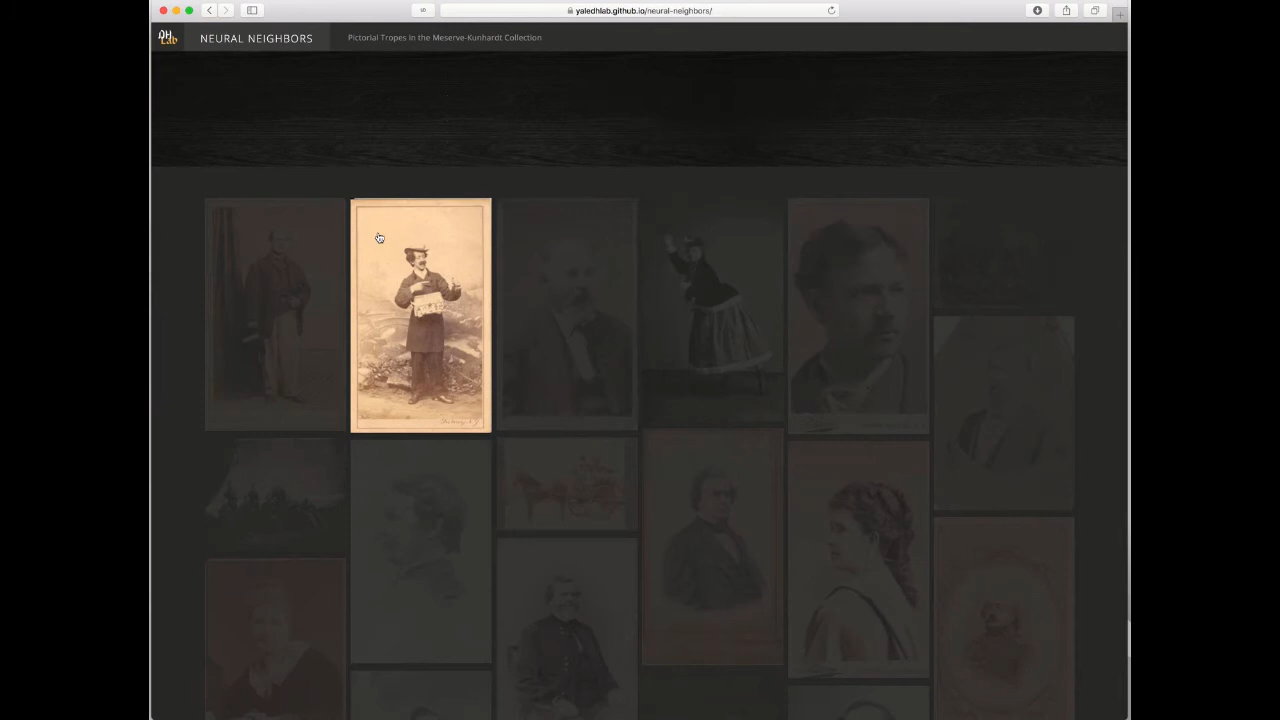 yaledhlab.github.io/neural-neighbors/
DH Lab
NEURAL NEIGHBORS
Pictorial Tropes in the Meserve-Kunhardt Collection